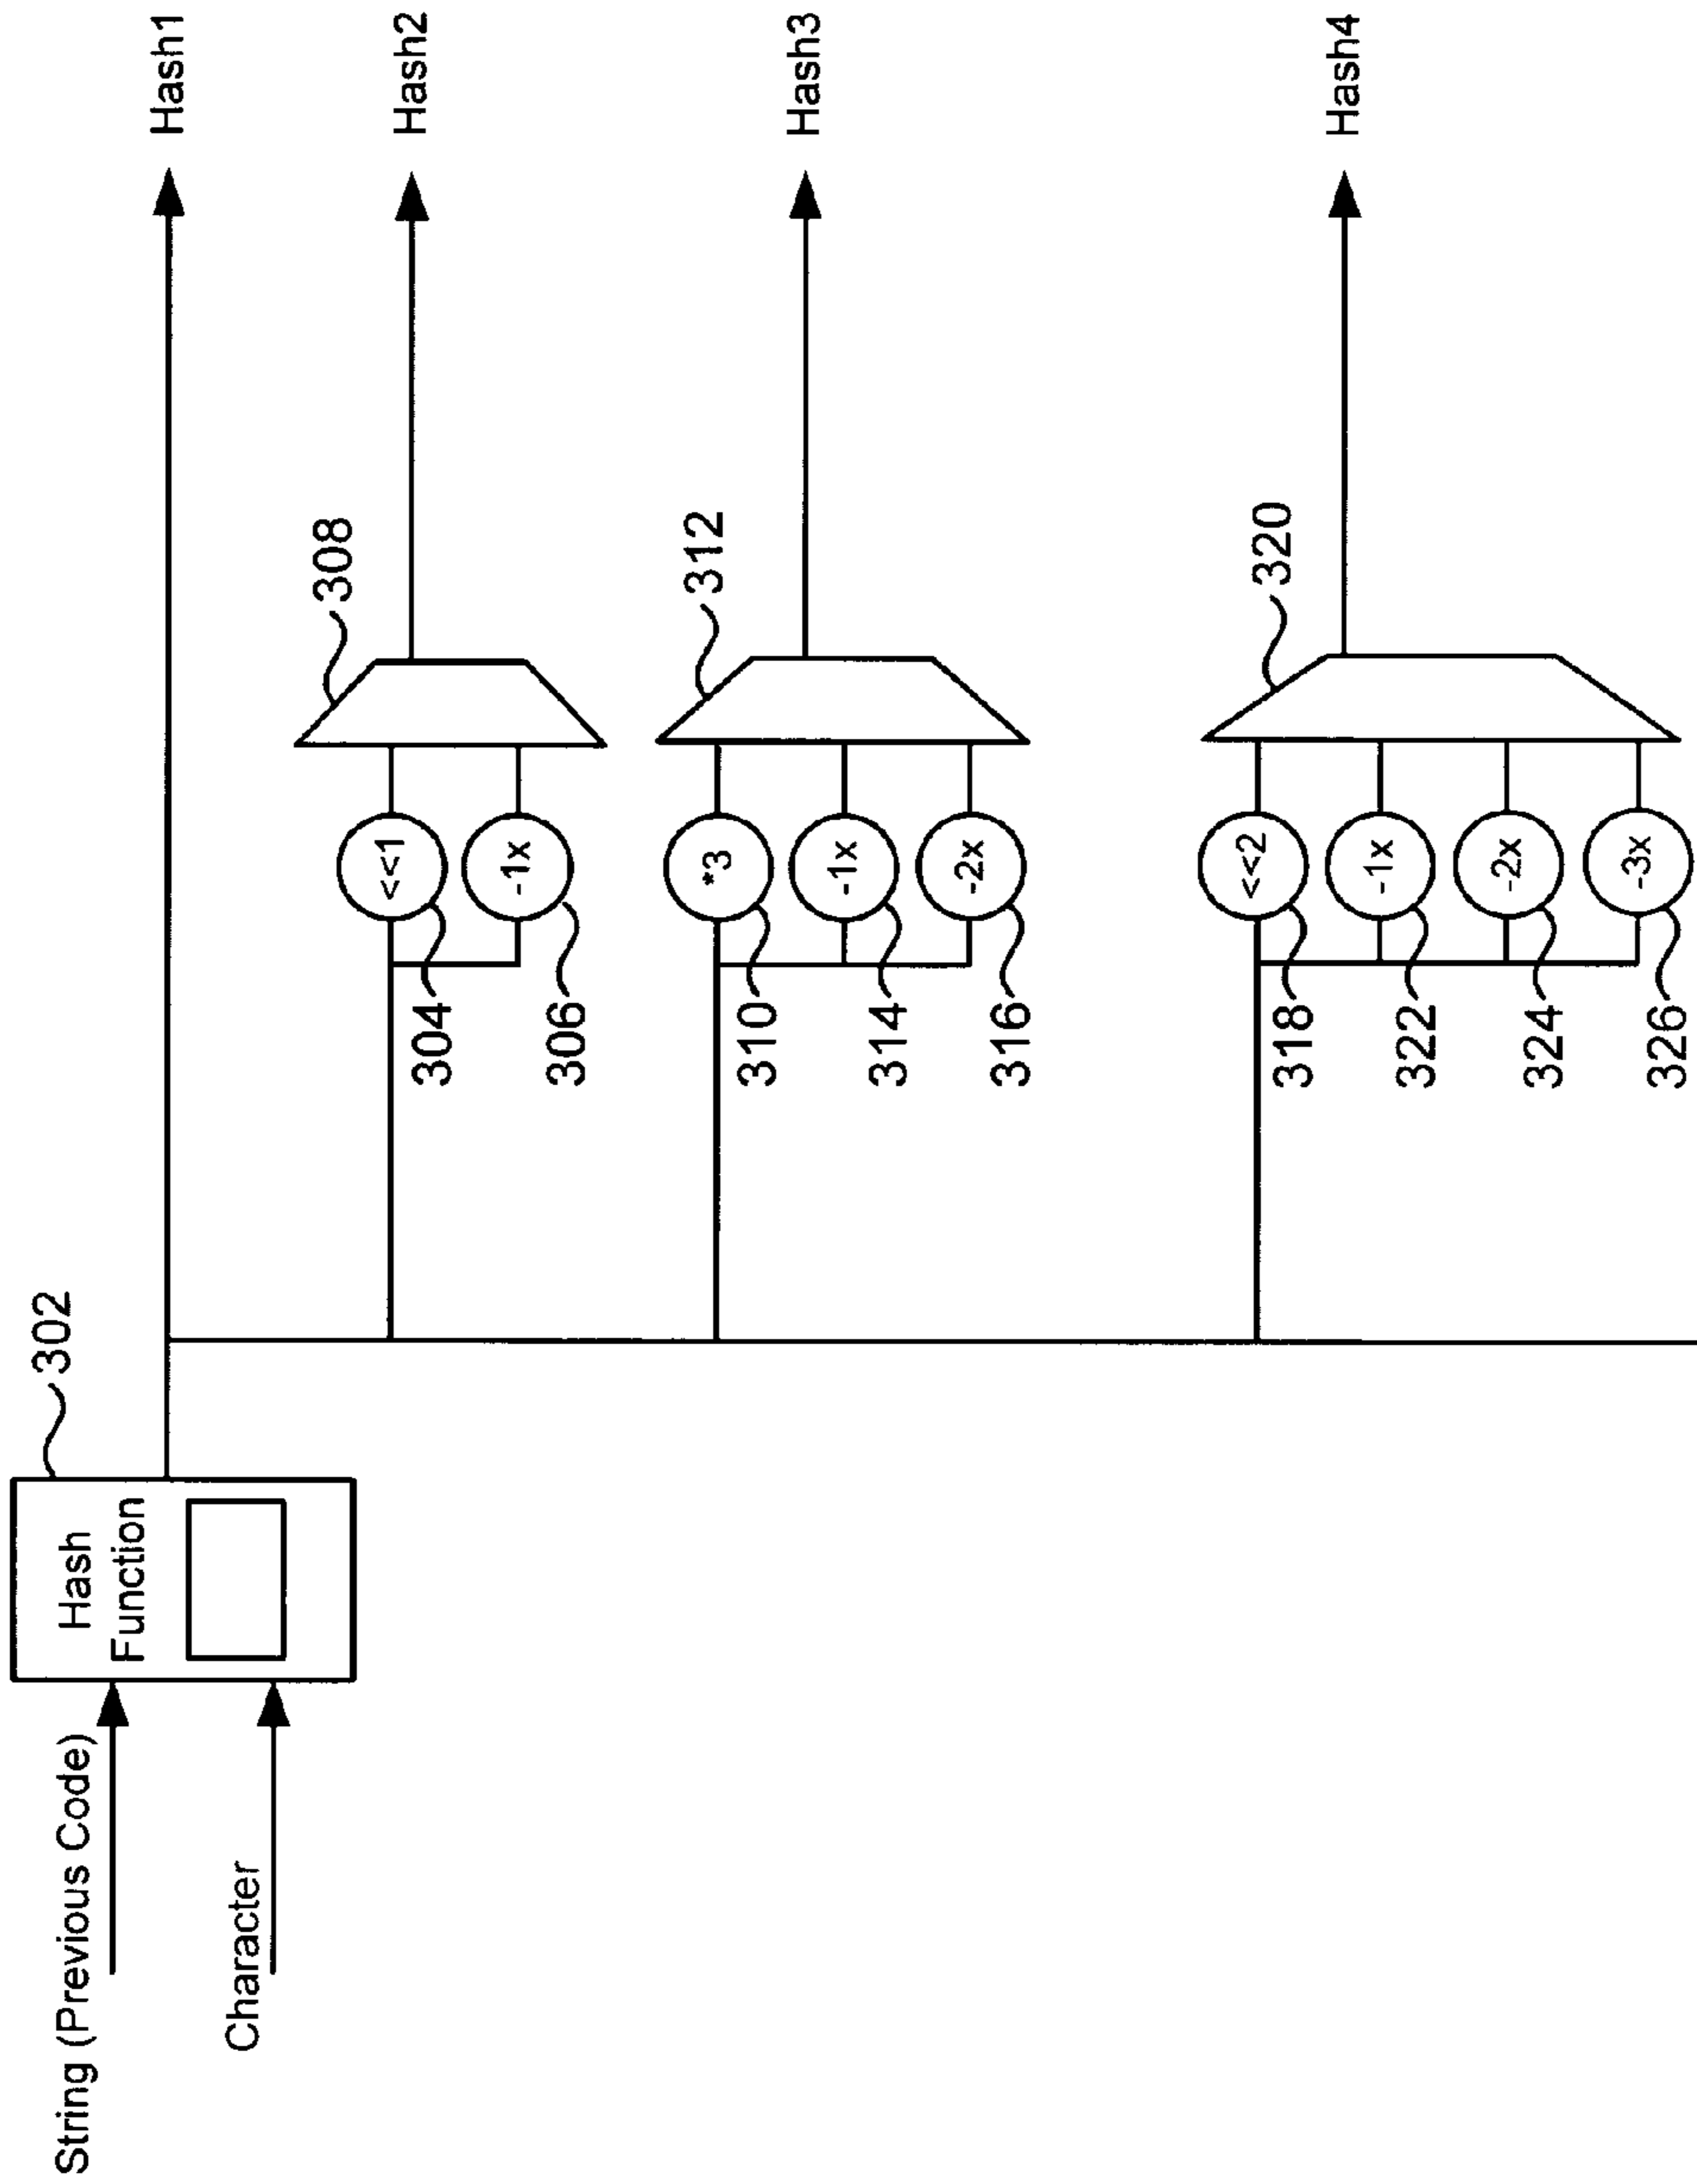 String (Previous Code)
Character
Hash
Function
302
Hash1
304
<<1
306
-1x
308
Hash2
310
*3
314
-1x
316
-2x
312
Hash3
318
<<2
322
-1x
324
-2x
326
-3x
320
Hash4